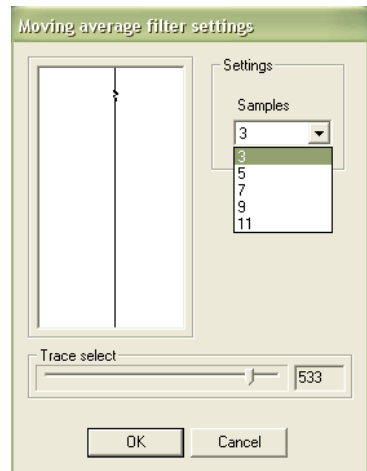 Moving average filter settings
Settings
Samples
3
3
5
7
9
11
Trace select
533
OK
Cancel